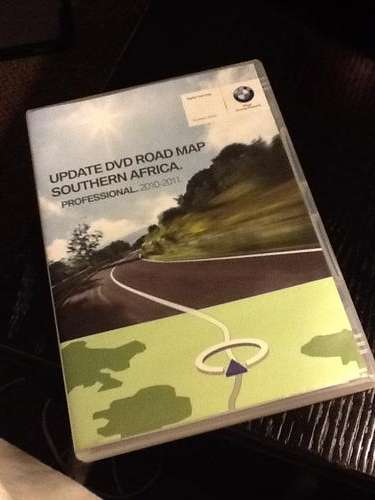 UPDATE DVD ROAD MAP
SOUTHERN AFRICA.
PROFESSIONAL. 2010-2011.